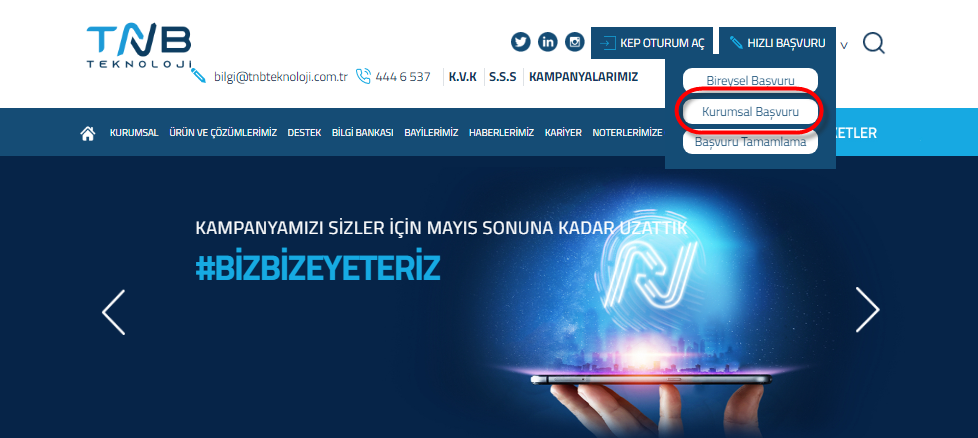 TNB
TEKNOLOJI
KEP OTURUM AÇ
HIZLI BAŞVURU
bilgi@tnbteknoloji.com.tr
444 6 537
K.V.K
S.S.S
KAMPANYALARIMIZ
Bireysel Başvuru
Kurumsal Başvuru
Başvuru Tamamlama
KURUMSAL
ÜRÜN VE ÇÖZÜMLERİMİZ
DESTEK
BİLGİ BANKASI
BAYİLERİMİZ
HABERLERİMİZ
KARİYER
NOTERLERİMİZE
KAMPANYAMIZI SİZLER İÇİN MAYIS SONUNA KADAR UZATTIK
#BİZBİZEYETERİZ